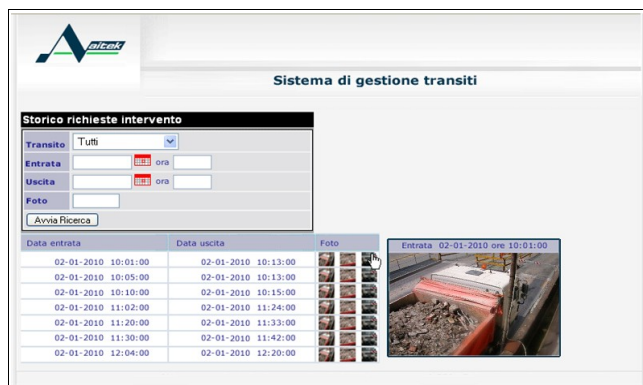 aitek
Sistema di gestione transiti
Storico richieste intervento
Transito Tutti
Entrata ora
Uscita ora
Foto
Avvia Ricerca
Data entrata Data uscita Foto
02-01-2010 10:01:00 02-01-2010 10:13:00
02-01-2010 10:05:00 02-01-2010 10:13:00
02-01-2010 10:10:00 02-01-2010 10:15:00
02-01-2010 11:02:00 02-01-2010 11:24:00
02-01-2010 11:20:00 02-01-2010 11:33:00
02-01-2010 11:30:00 02-01-2010 11:42:00
02-01-2010 12:04:00 02-01-2010 12:20:00
Entrata 02-01-2010 ore 10:01:00